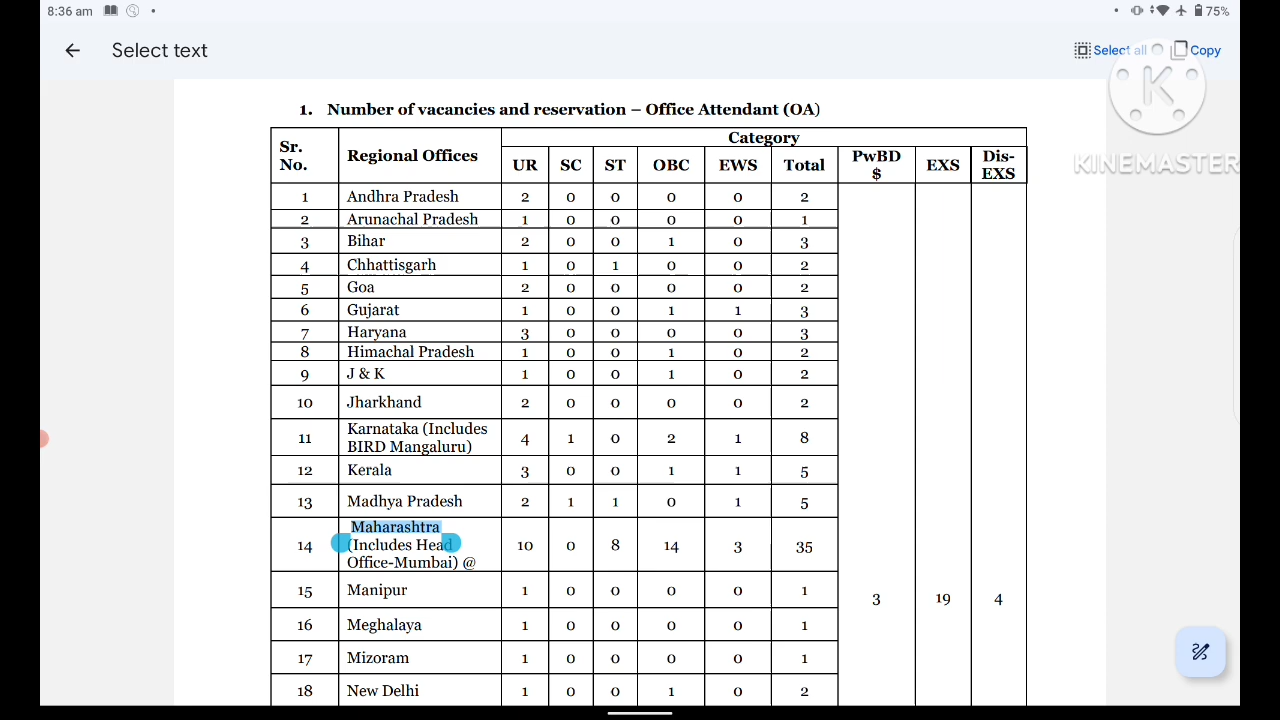 8:36 am
75%
Select text
Select all
Copy
K
KINEMASTER
1. Number of vacancies and reservation – Office Attendant (OA)
Sr. No. Regional Offices Category
UR SC ST OBC EWS Total PwBD $ EXS Dis-EXS
1 Andhra Pradesh 2 0 0 0 0 2
2 Arunachal Pradesh 1 0 0 0 0 1
3 Bihar 2 0 0 1 0 3
4 Chhattisgarh 1 0 1 0 0 2
5 Goa 2 0 0 0 0 2
6 Gujarat 1 0 0 1 1 3
7 Haryana 3 0 0 0 0 3
8 Himachal Pradesh 1 0 0 1 0 2
9 J & K 1 0 0 1 0 2
10 Jharkhand 2 0 0 0 0 2
11 Karnataka (Includes BIRD Mangaluru) 4 1 0 2 1 8
12 Kerala 3 0 0 1 1 5
13 Madhya Pradesh 2 1 1 0 1 5
14 Maharashtra (Includes Head Office-Mumbai) @ 10 0 8 14 3 35
15 Manipur 1 0 0 0 0 1
3 19 4
16 Meghalaya 1 0 0 0 0 1
17 Mizoram 1 0 0 0 0 1
18 New Delhi 1 0 0 1 0 2